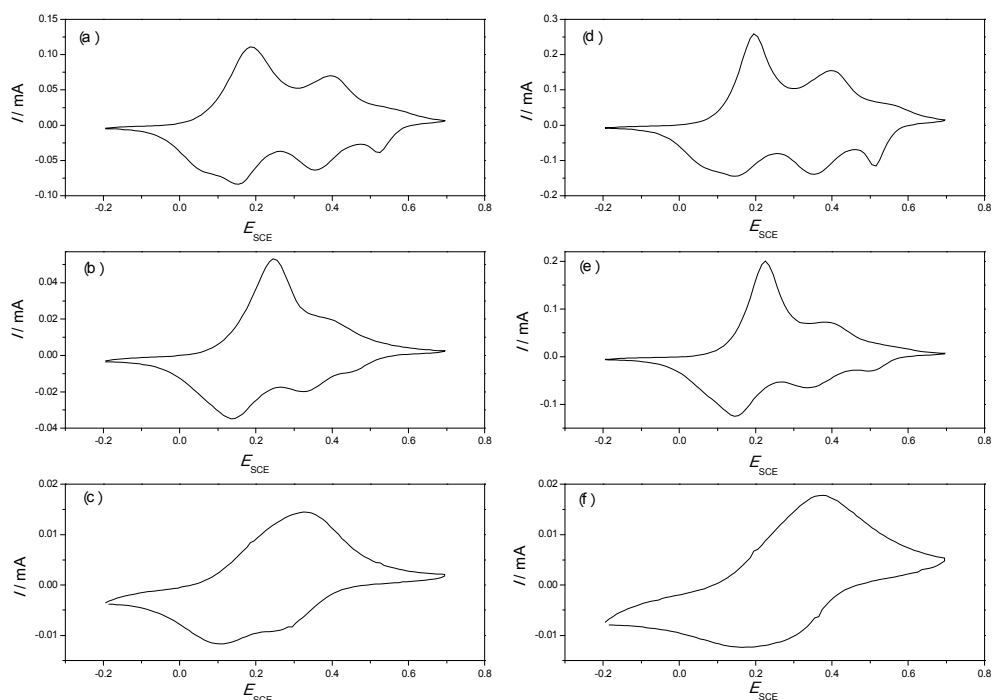 (a)
I / mA
0.15
0.10
0.05
0.00
-0.05
-0.10
-0.2 0.0 0.2 0.4 0.6 0.8
E SCE
(d)
I / mA
0.3
0.2
0.1
0.0
-0.1
-0.2
-0.2 0.0 0.2 0.4 0.6 0.8
E SCE
(b)
I / mA
0.04
0.02
0.00
-0.02
-0.04
-0.2 0.0 0.2 0.4 0.6 0.8
E SCE
(e)
I / mA
0.2
0.1
0.0
-0.1
-0.2 0.0 0.2 0.4 0.6 0.8
E SCE
(c)
I / mA
0.02
0.01
0.00
-0.01
-0.2 0.0 0.2 0.4 0.6 0.8
E SCE
(f)
I / mA
0.02
0.01
0.00
-0.01
-0.2 0.0 0.2 0.4 0.6 0.8
E SCE